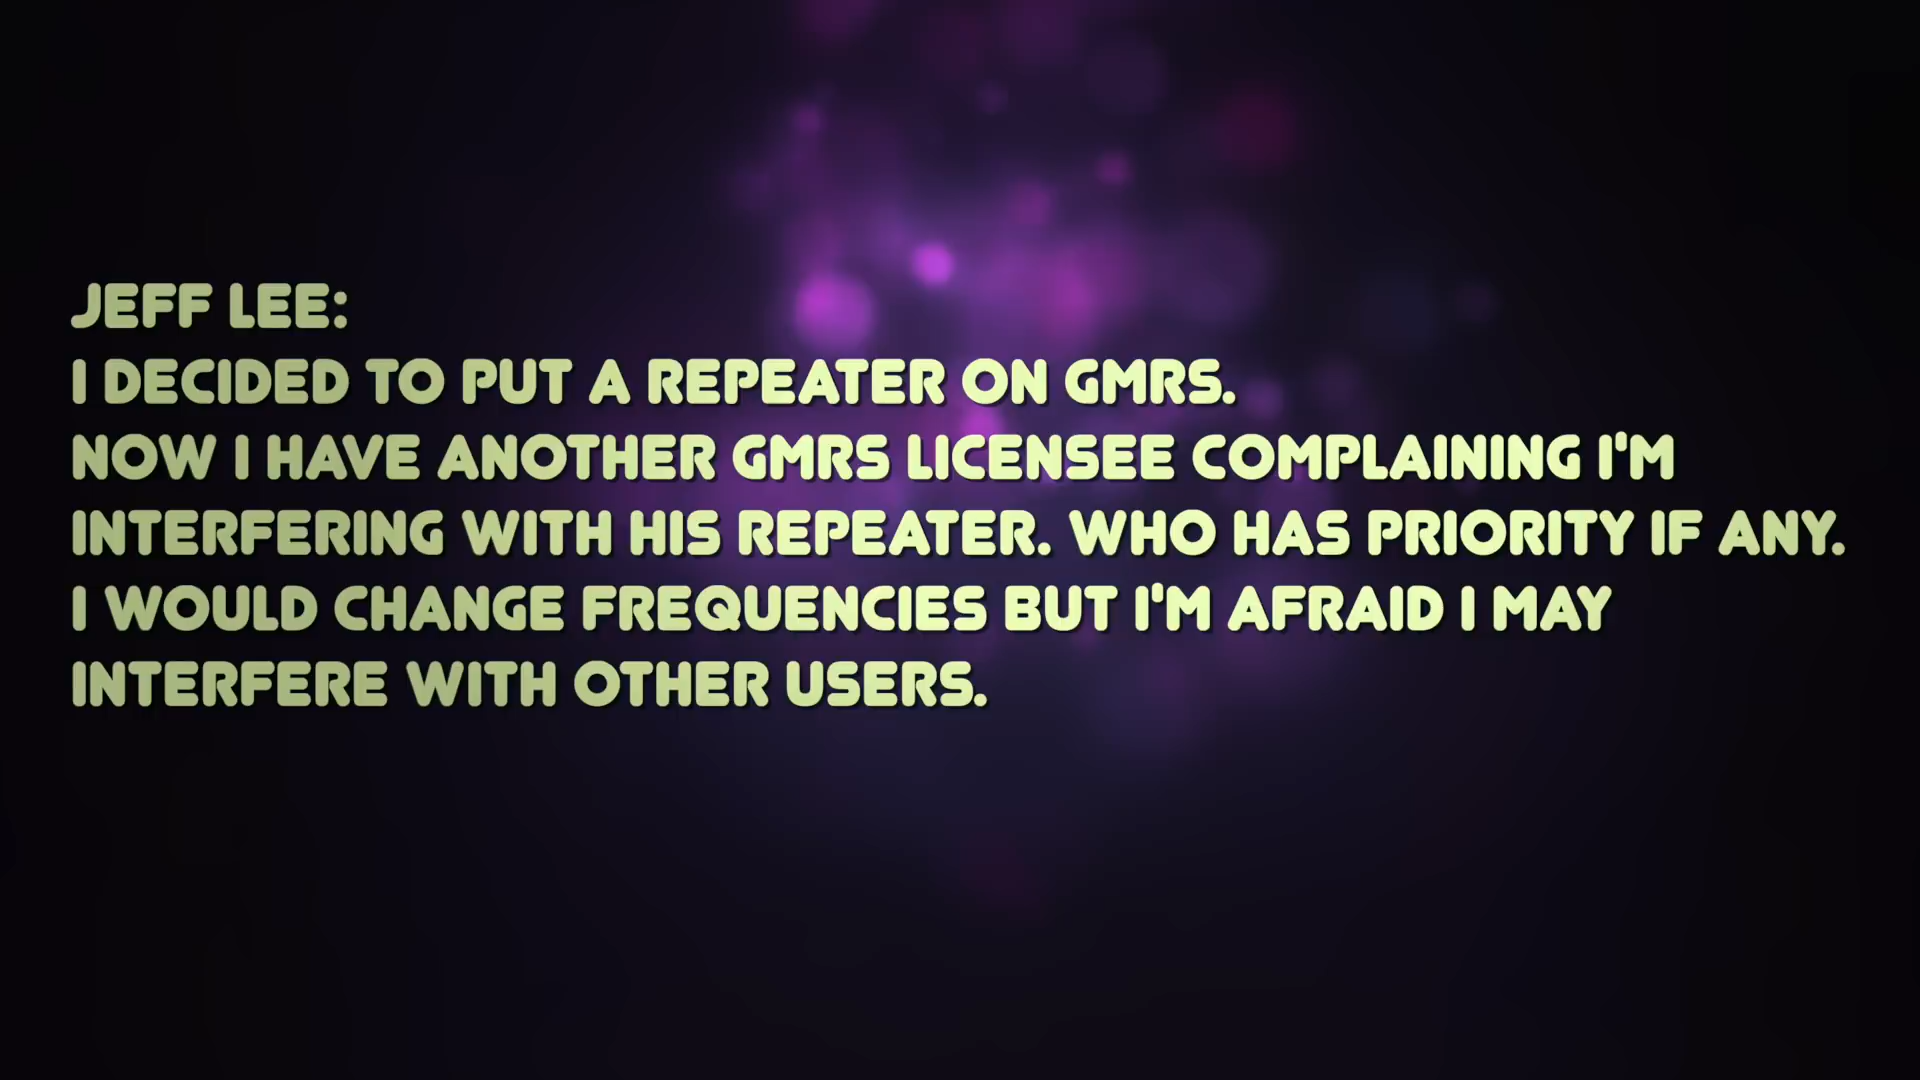 JEFF LEE:
I DECIDED TO PUT A REPEATER ON GMRS.
NOW I HAVE ANOTHER GMRS LICENSEE COMPLAINING I'M
INTERFERING WITH HIS REPEATER. WHO HAS PRIORITY IF ANY.
I WOULD CHANGE FREQUENCIES BUT I'M AFRAID I MAY
INTERFERE WITH OTHER USERS.